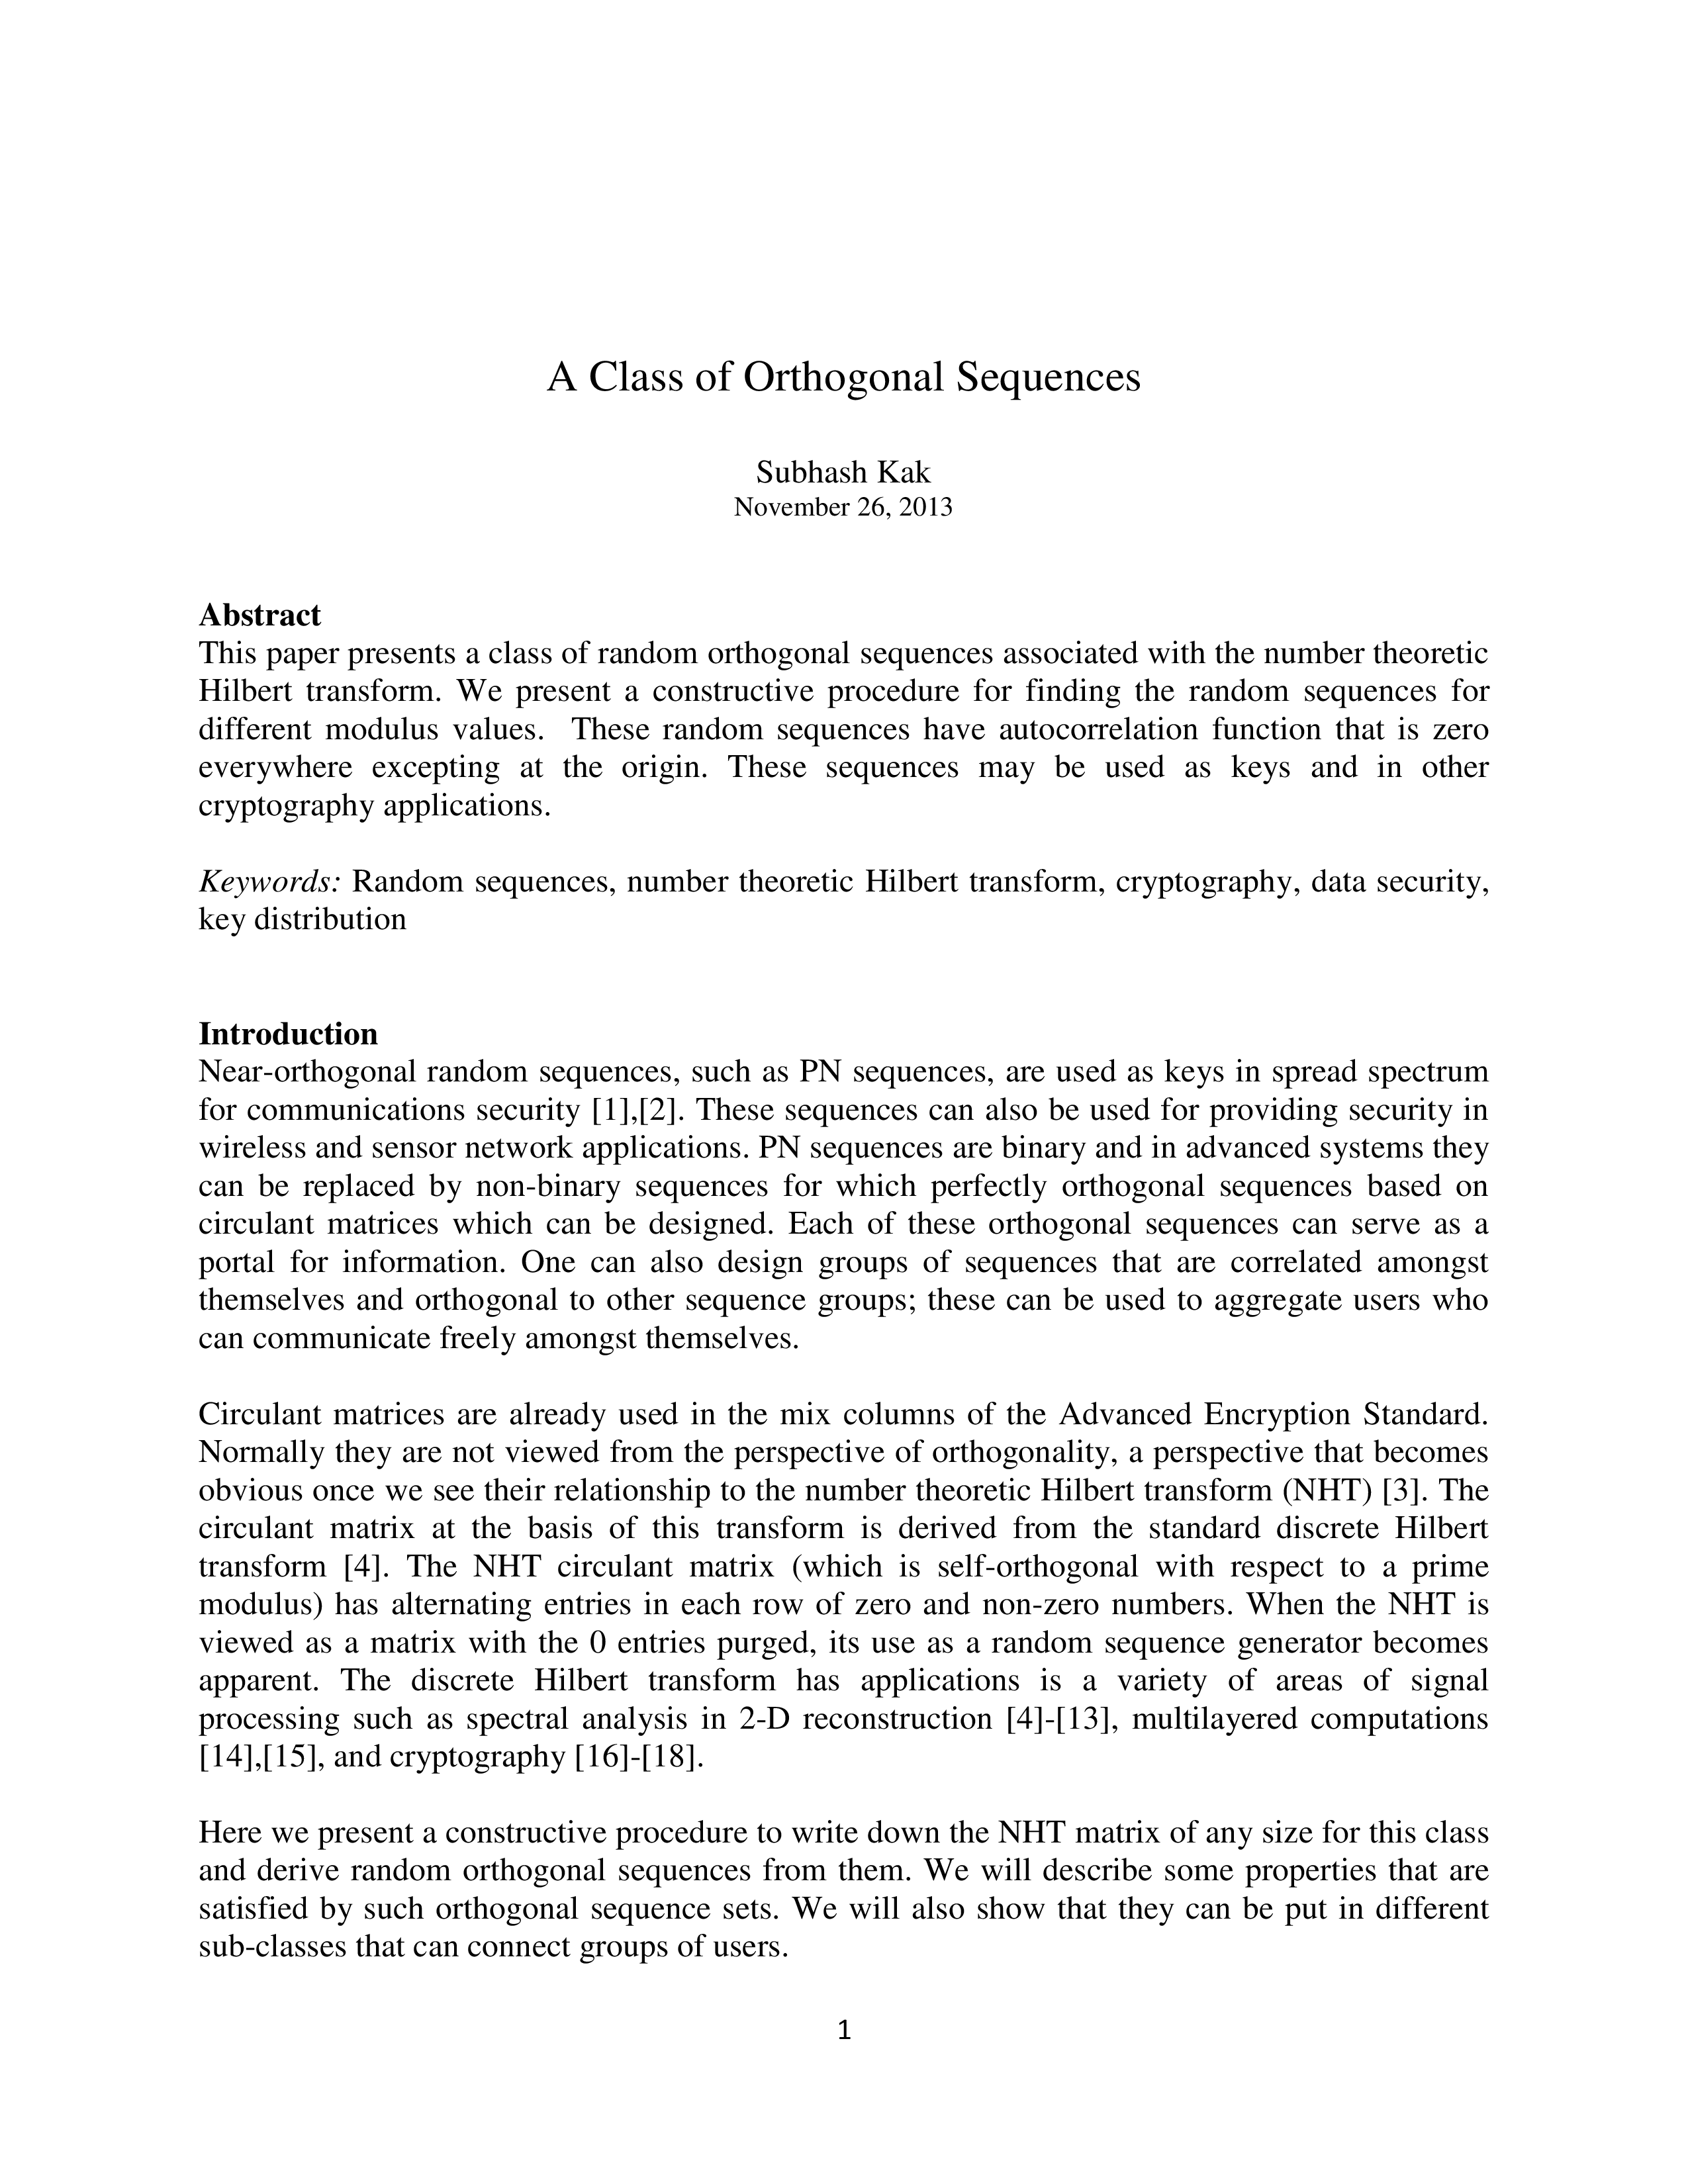 A Class of Orthogonal Sequences
Subhash Kak
November 26, 2013
Abstract
This paper presents a class of random orthogonal sequences associated with the number theoretic
Hilbert transform. We present a constructive procedure for finding the random sequences for
different modulus values.  These random sequences have autocorrelation function that is zero
everywhere excepting at the origin. These sequences may be used as keys and in other
cryptography applications.
Keywords: Random sequences, number theoretic Hilbert transform, cryptography, data security,
key distribution
Introduction
Near-orthogonal random sequences, such as PN sequences, are used as keys in spread spectrum
for communications security [1],[2]. These sequences can also be used for providing security in
wireless and sensor network applications. PN sequences are binary and in advanced systems they
can be replaced by non-binary sequences for which perfectly orthogonal sequences based on
circulant matrices which can be designed. Each of these orthogonal sequences can serve as a
portal for information. One can also design groups of sequences that are correlated amongst
themselves and orthogonal to other sequence groups; these can be used to aggregate users who
can communicate freely amongst themselves.
Circulant matrices are already used in the mix columns of the Advanced Encryption Standard.
Normally they are not viewed from the perspective of orthogonality, a perspective that becomes
obvious once we see their relationship to the number theoretic Hilbert transform (NHT) [3]. The
circulant matrix at the basis of this transform is derived from the standard discrete Hilbert
transform [4]. The NHT circulant matrix (which is self-orthogonal with respect to a prime
modulus) has alternating entries in each row of zero and non-zero numbers. When the NHT is
viewed as a matrix with the 0 entries purged, its use as a random sequence generator becomes
apparent. The discrete Hilbert transform has applications is a variety of areas of signal
processing such as spectral analysis in 2-D reconstruction [4]-[13], multilayered computations
[14],[15], and cryptography [16]-[18].
Here we present a constructive procedure to write down the NHT matrix of any size for this class
and derive random orthogonal sequences from them. We will describe some properties that are
satisfied by such orthogonal sequence sets. We will also show that they can be put in different
sub-classes that can connect groups of users.
1